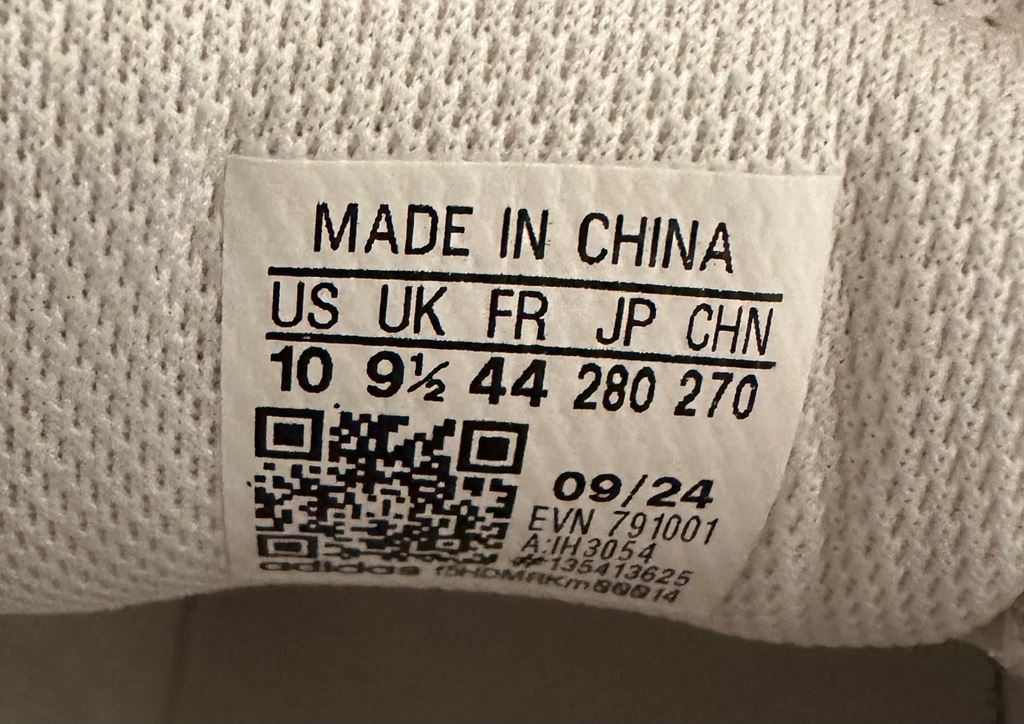 MADE IN CHINA
US UK FR JP CHN
10 9½ 44 280 270
09/24
EVN 791001
A:IH3054
#135413625
adidas